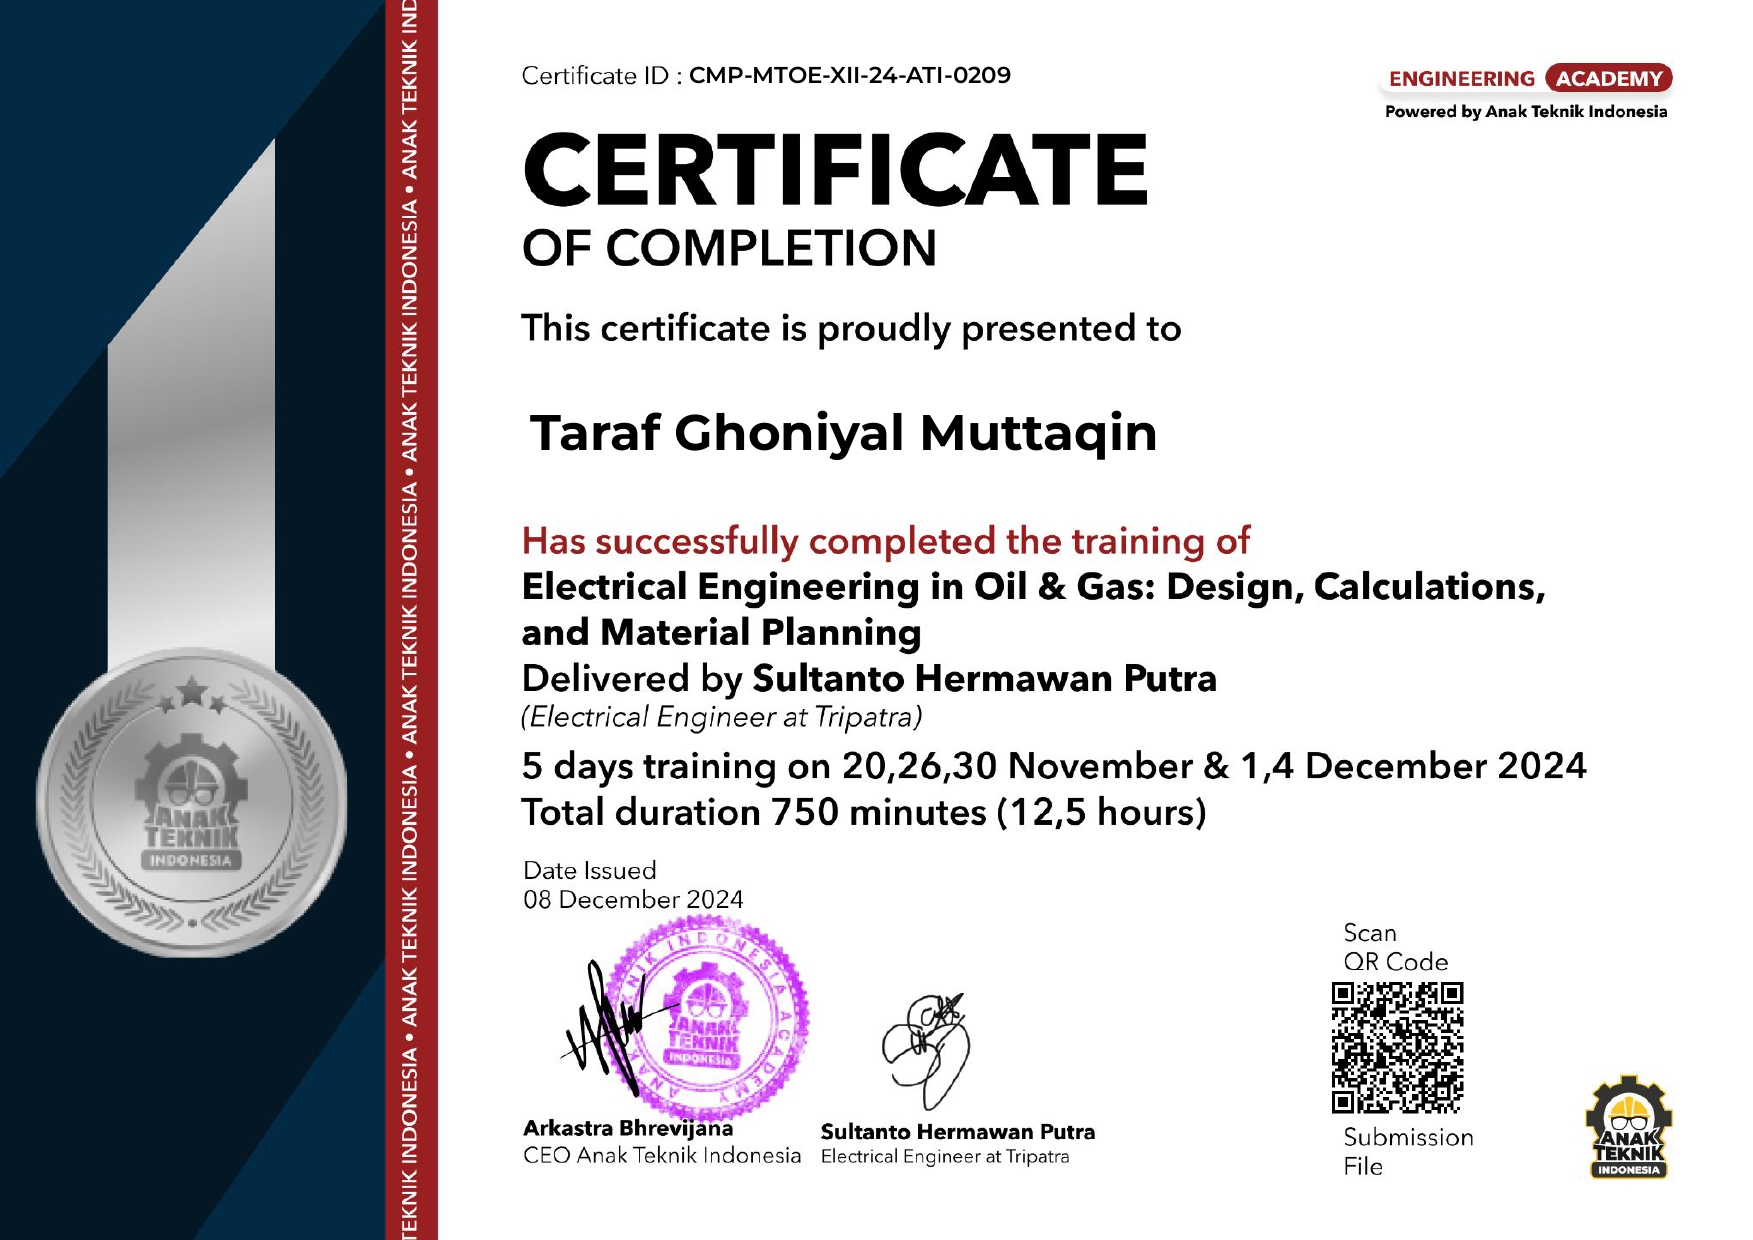 Certificate ID : CMP-MTOE-XII-24-ATI-0209
ENGINEERING ACADEMY
Powered by Anak Teknik Indonesia
CERTIFICATE
OF COMPLETION
This certificate is proudly presented to
Taraf Ghoniyal Muttaqin
Has successfully completed the training of
Electrical Engineering in Oil & Gas: Design, Calculations,
and Material Planning
Delivered by Sultanto Hermawan Putra
(Electrical Engineer at Tripatra)
5 days training on 20,26,30 November & 1,4 December 2024
Total duration 750 minutes (12,5 hours)
Date Issued
08 December 2024
ANAK TEKNIK INDONESIA ACADEMY
ANAK
TEKNIK
INDONESIA
Arkastra Bhrevijana
CEO Anak Teknik Indonesia
Sultanto Hermawan Putra
Electrical Engineer at Tripatra
Scan
QR Code
Submission
File
ANAK
TEKNIK
INDONESIA
ANAK
TEKNIK
INDONESIA
TEKNIK INDONESIA • ANAK TEKNIK INDONESIA • ANAK TEKNIK INDONESIA • ANAK TEKNIK INDONESIA • ANAK TEKNIK IND